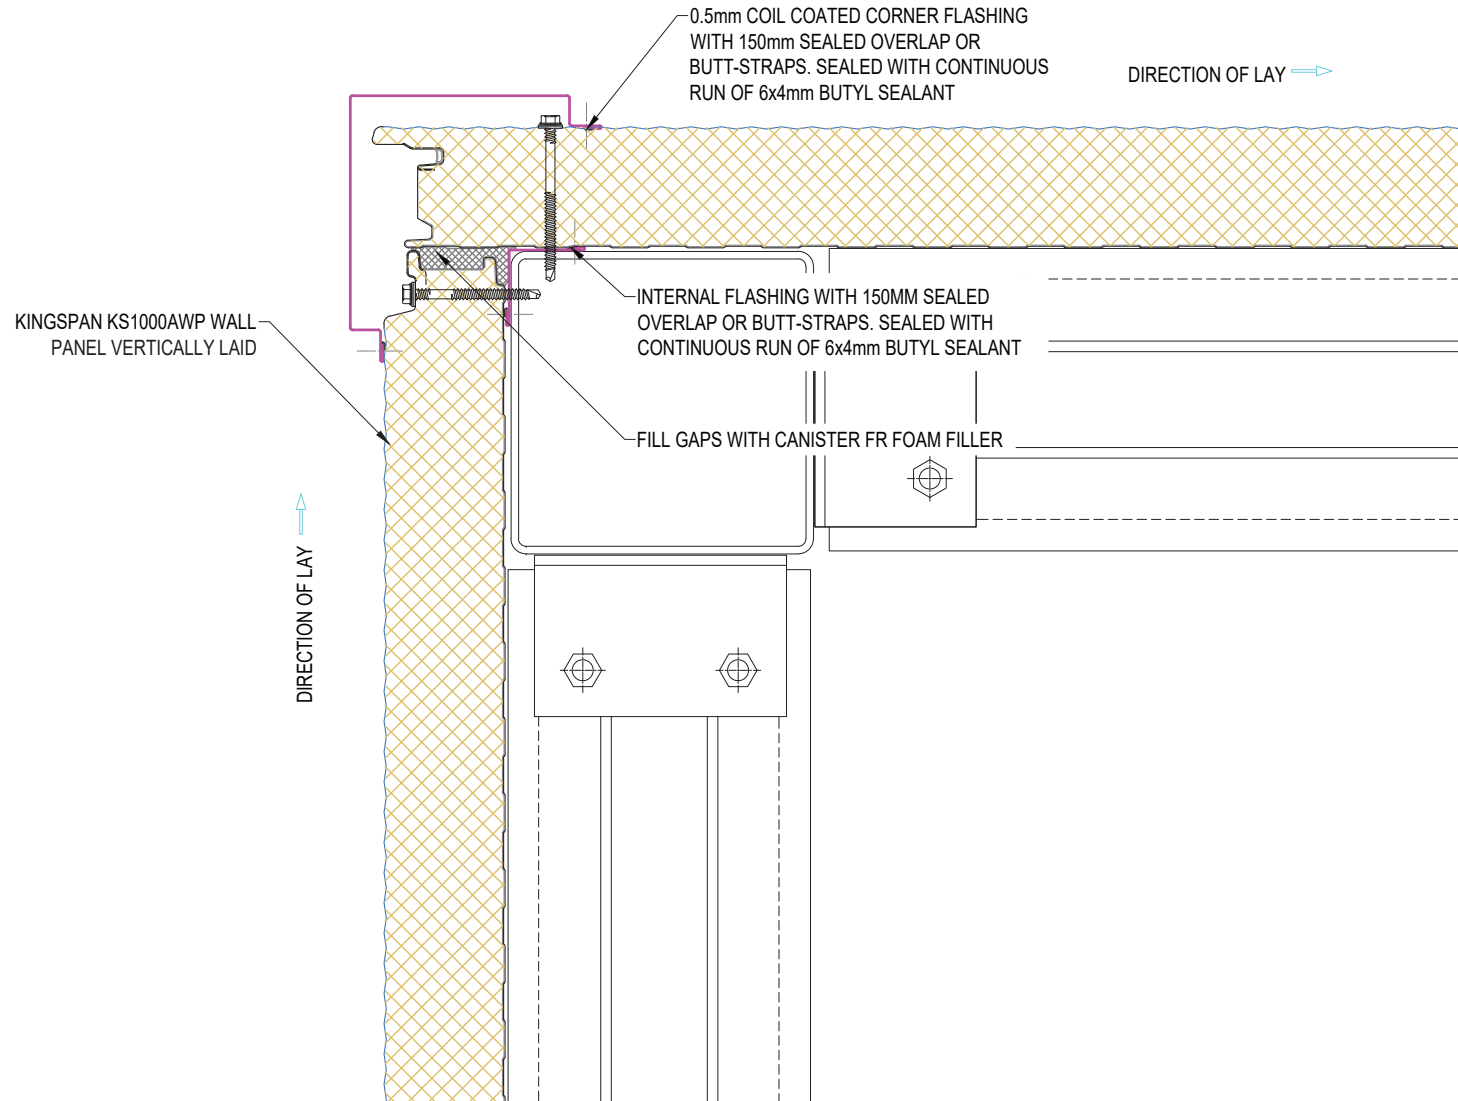 0.5mm COIL COATED CORNER FLASHING
WITH 150mm SEALED OVERLAP OR
BUTT-STRAPS. SEALED WITH CONTINUOUS
RUN OF 6x4mm BUTYL SEALANT
DIRECTION OF LAY
INTERNAL FLASHING WITH 150MM SEALED
OVERLAP OR BUTT-STRAPS. SEALED WITH
CONTINUOUS RUN OF 6x4mm BUTYL SEALANT
KINGSPAN KS1000AWP WALL
PANEL VERTICALLY LAID
FILL GAPS WITH CANISTER FR FOAM FILLER
DIRECTION OF LAY